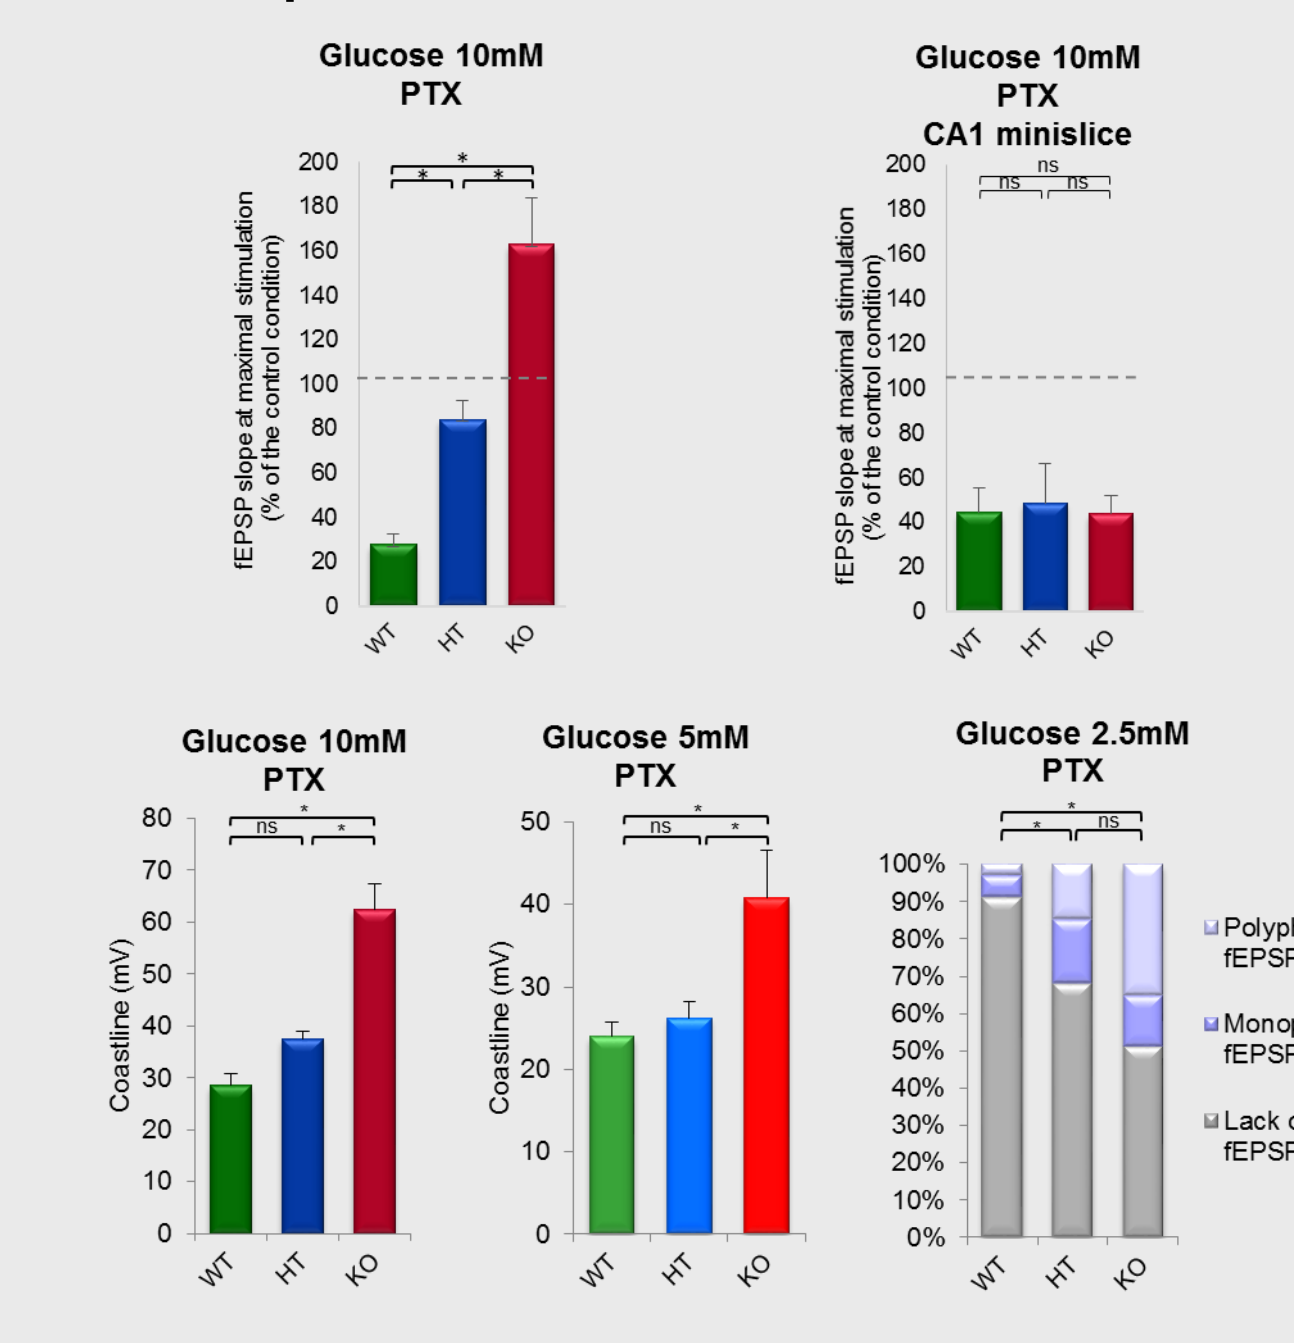 Glucose 10mM
PTX
fEPSP slope at maximal stimulation
(% of the control condition)
200
180
160
140
120
100
80
60
40
20
0
*
*
*
WT
HT
KO
Glucose 10mM
PTX
CA1 minislice
fEPSP slope at maximal stimulation
(% of the control condition)
200
180
160
140
120
100
80
60
40
20
0
ns
ns
ns
WT
HT
KO
Glucose 10mM
PTX
Coastline (mV)
80
70
60
50
40
30
20
10
0
*
ns
*
WT
HT
KO
Glucose 5mM
PTX
Coastline (mV)
50
40
30
20
10
0
*
ns
*
WT
HT
KO
Glucose 2.5mM
PTX
100%
90%
80%
70%
60%
50%
40%
30%
20%
10%
0%
*
*
ns
WT
HT
KO
fEPSP
fEPSP
Lack
fEPSP